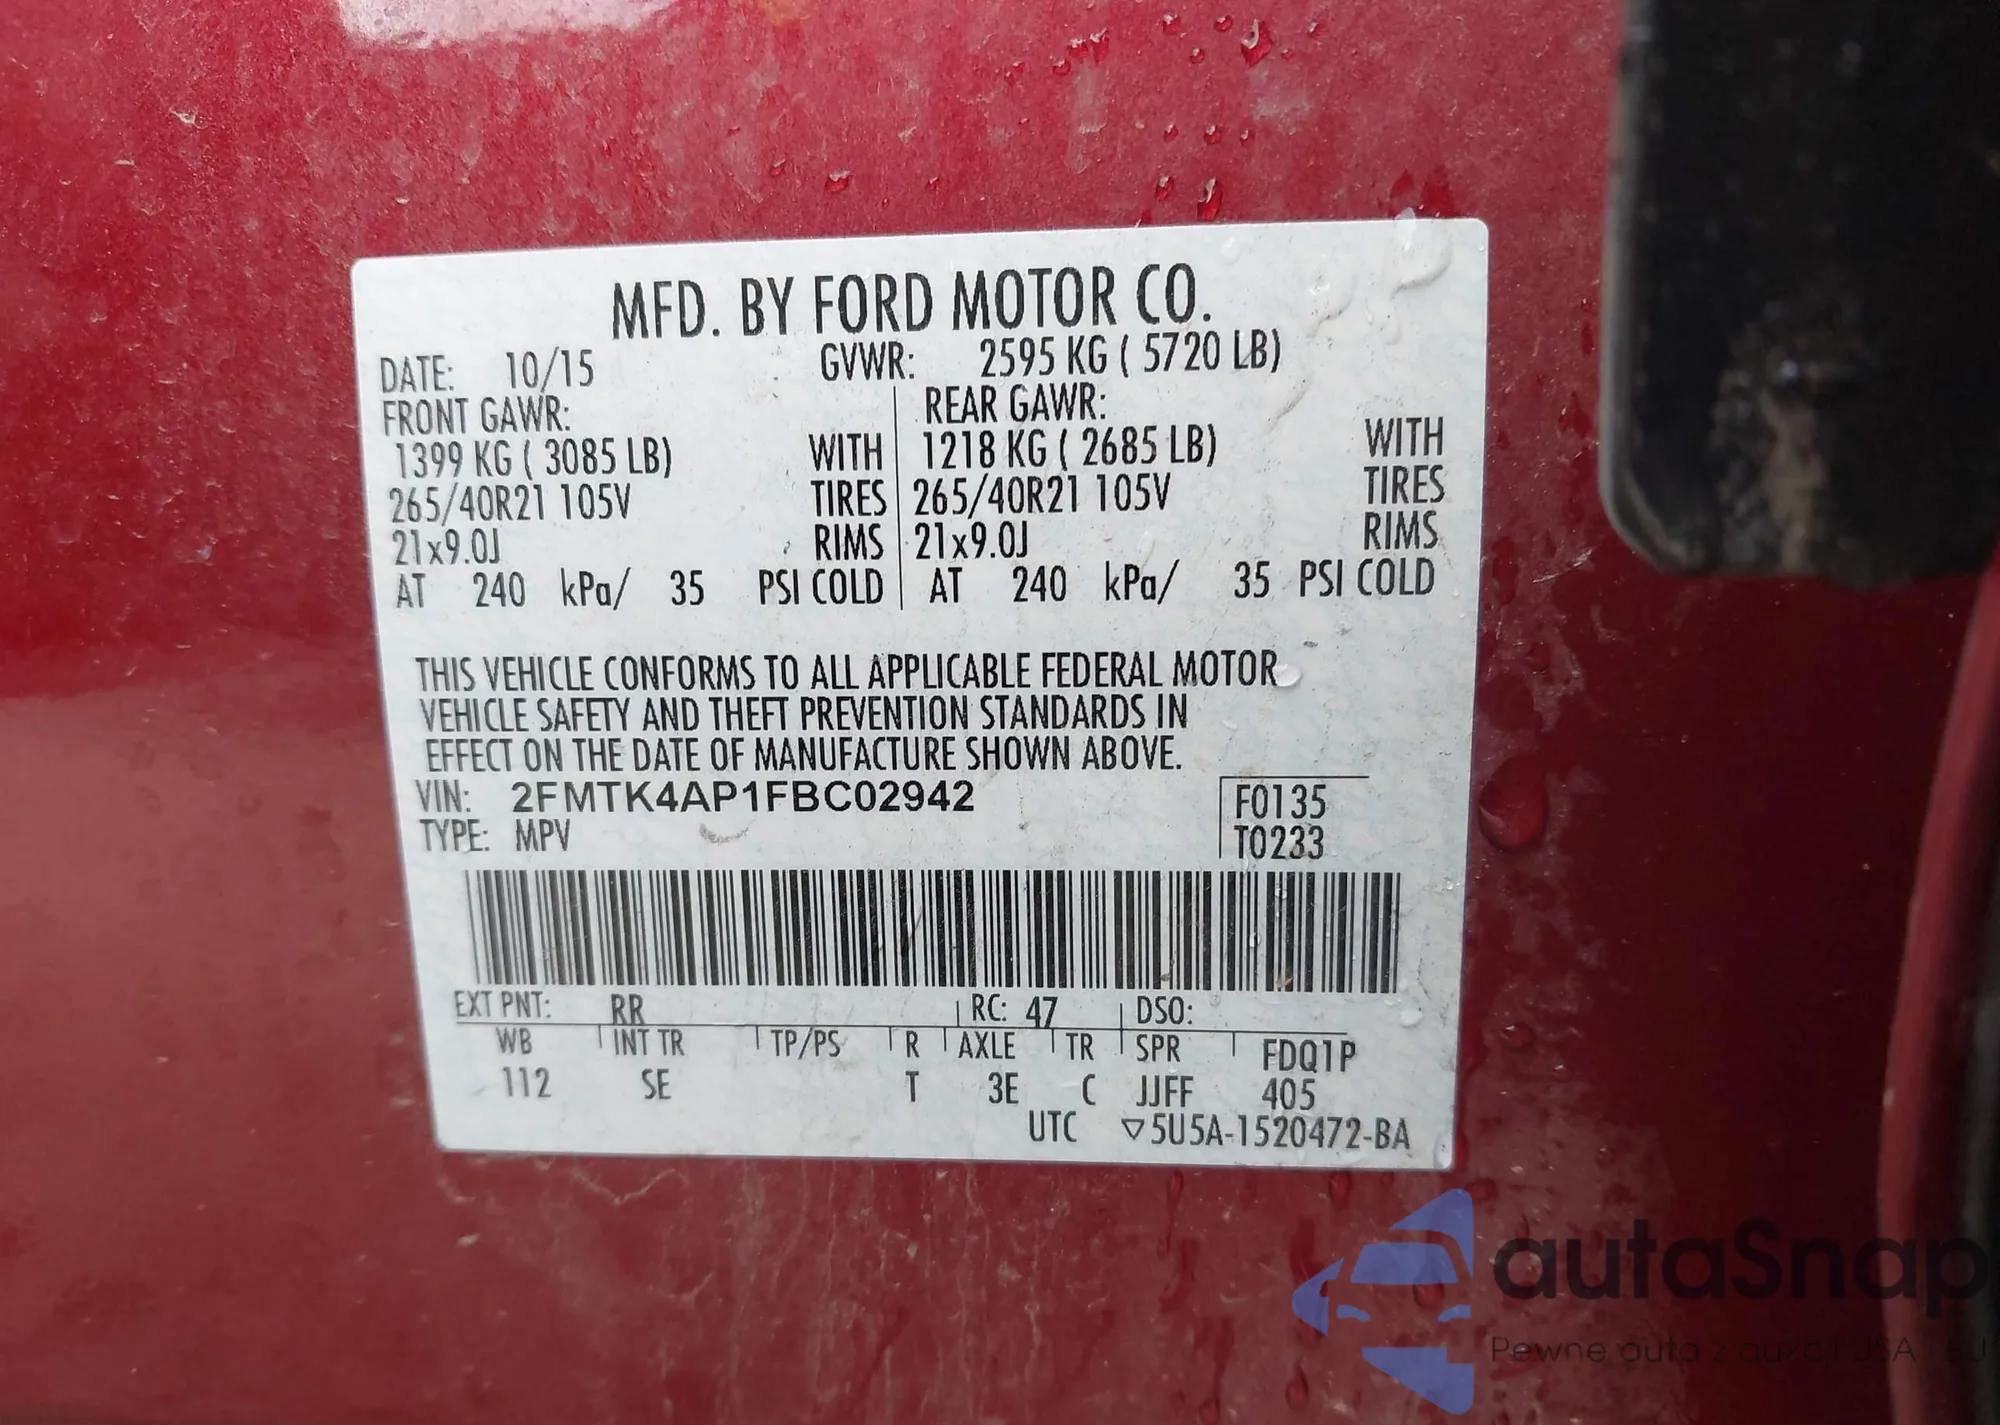 MFD. BY FORD MOTOR CO.
DATE: 10/15 GVWR: 2595 KG ( 5720 LB)
FRONT GAWR: REAR GAWR:
1399 KG ( 3085 LB) WITH 1218 KG ( 2685 LB) WITH
265/40R21 105V TIRES 265/40R21 105V TIRES
21x9.0J RIMS 21x9.0J RIMS
AT 240 kPa/ 35 PSI COLD AT 240 kPa/ 35 PSI COLD
THIS VEHICLE CONFORMS TO ALL APPLICABLE FEDERAL MOTOR
VEHICLE SAFETY AND THEFT PREVENTION STANDARDS IN
EFFECT ON THE DATE OF MANUFACTURE SHOWN ABOVE.
VIN: 2FMTK4AP1FBC02942 F0135
TYPE: MPV T0233
EXT PNT: RR RC: 47 DSO:
WB INT TR TP/PS R AXLE TR SPR FDQ1P
112 SE T 3E C JJFF 405
UTC ▽5U5A-1520472-BA
autaSnap
Pewne auto z aukcji USA i EU